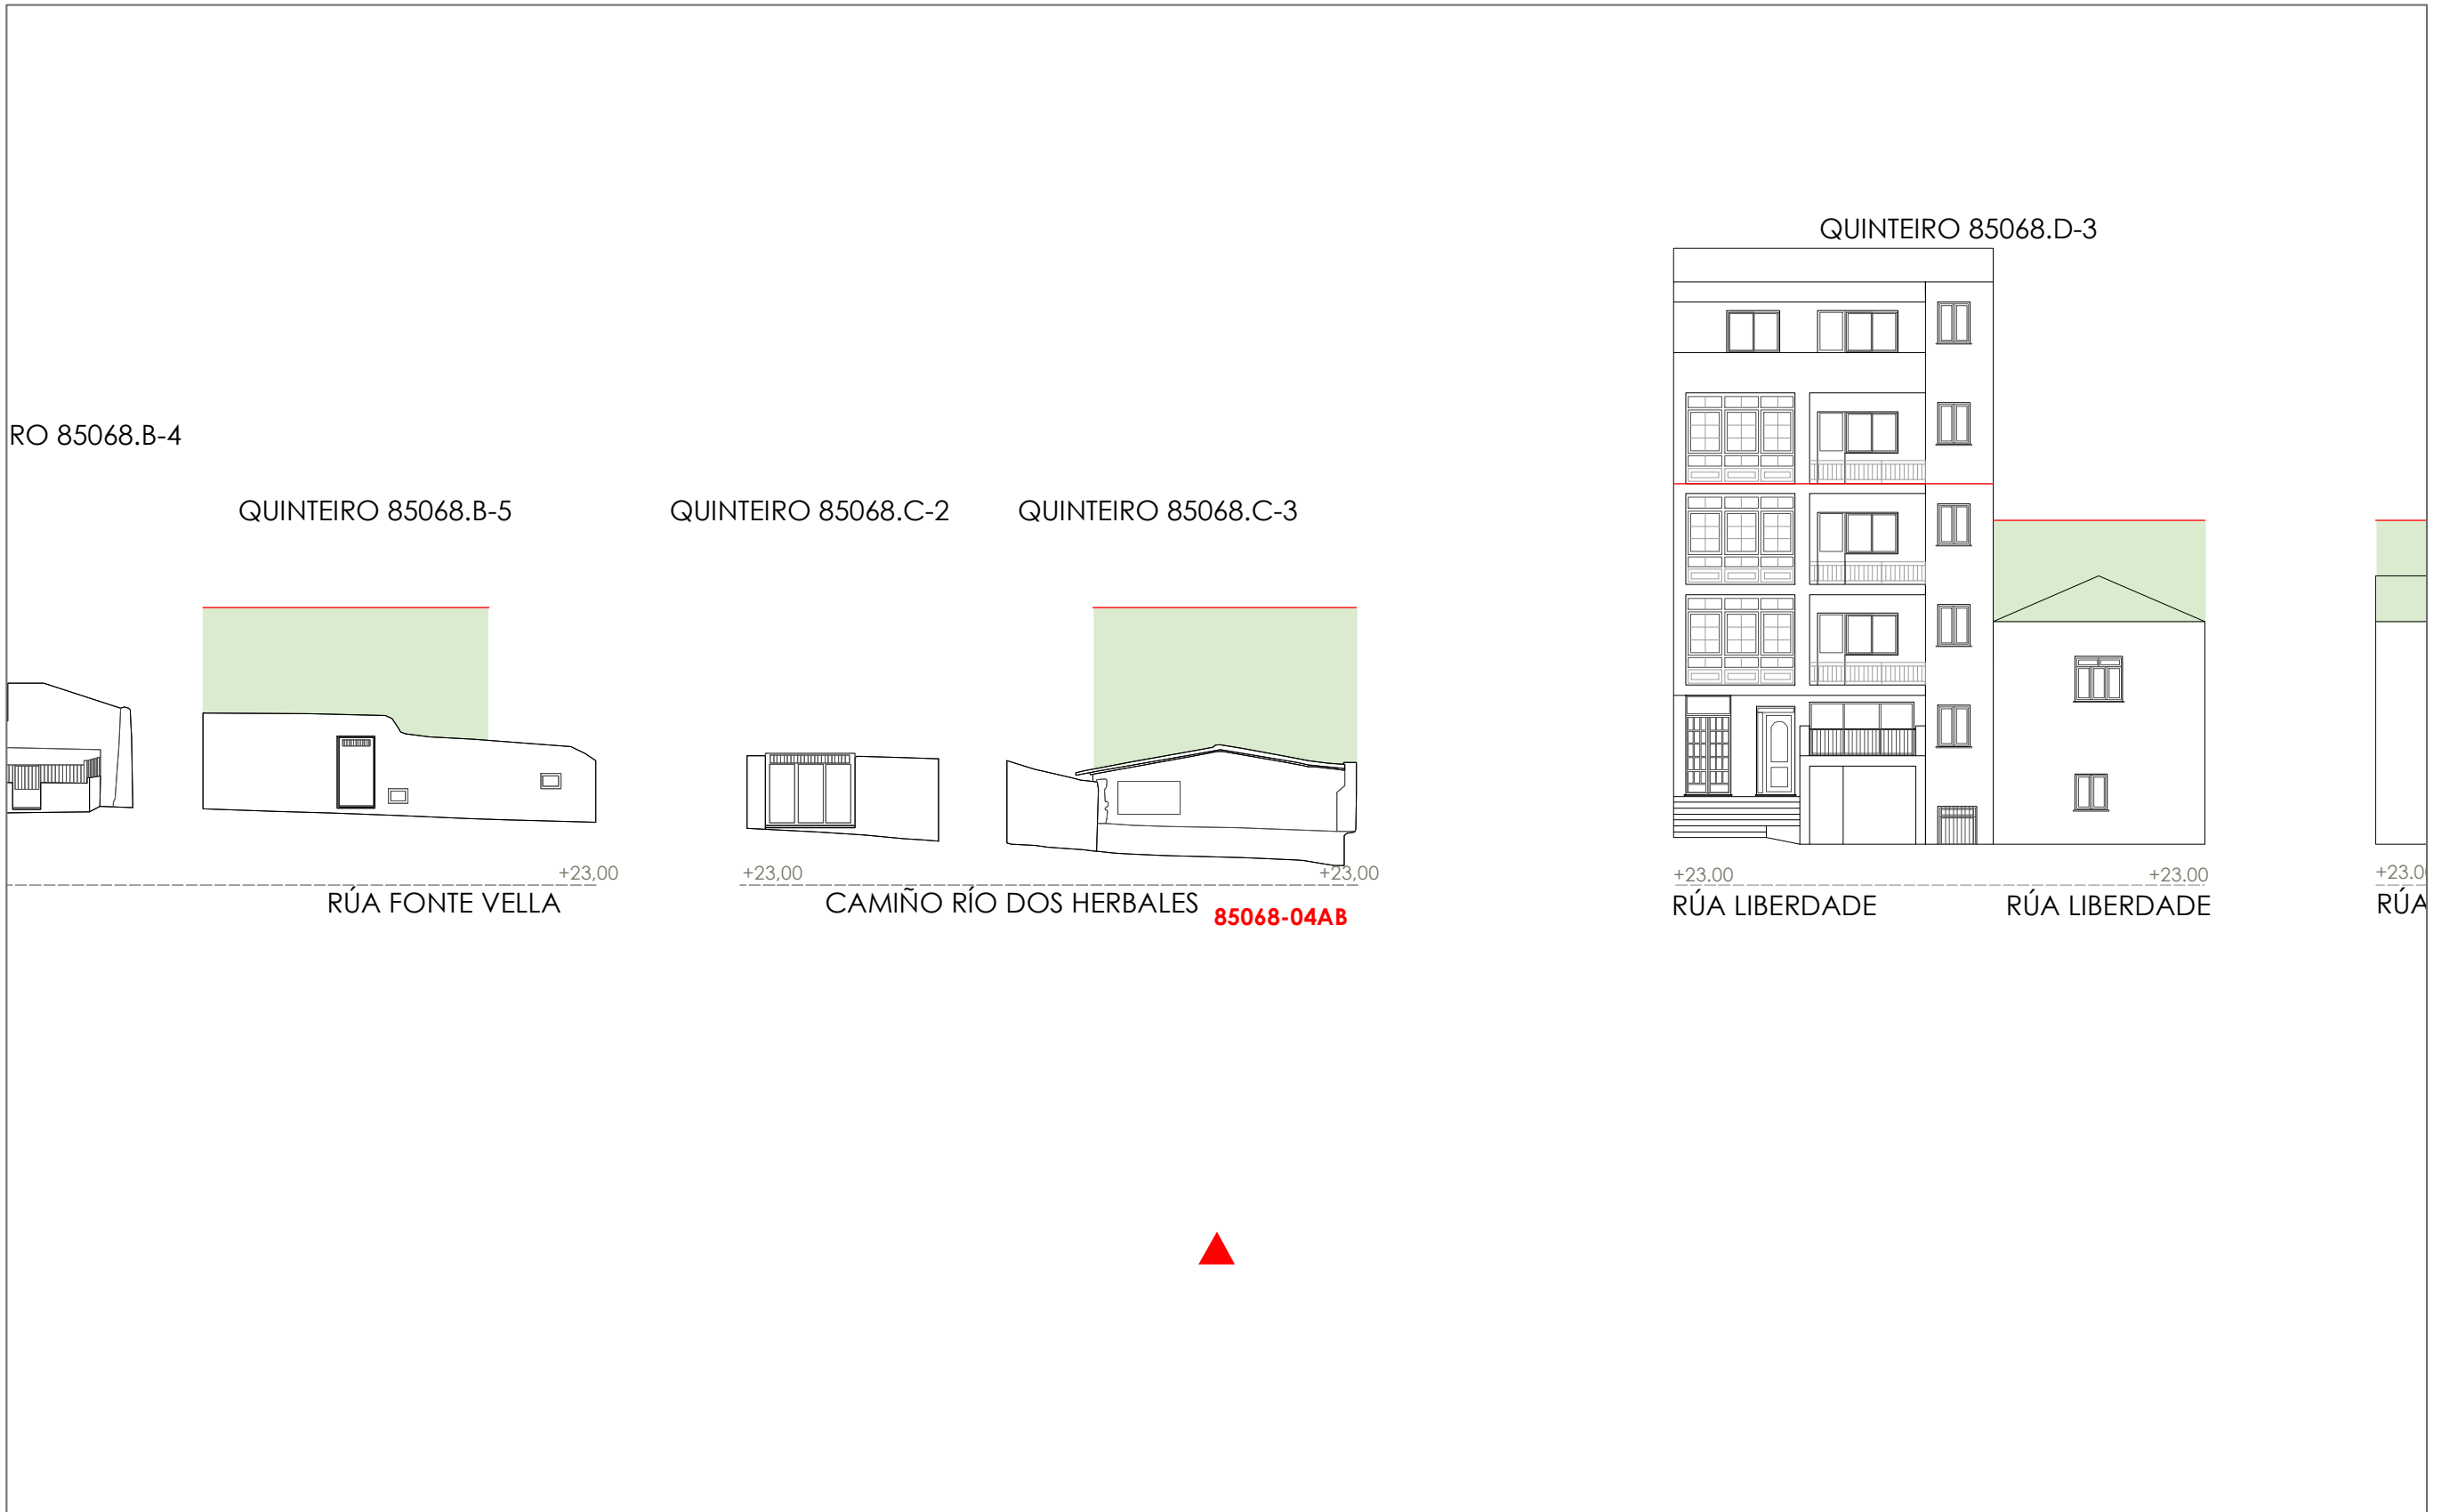 QUINTEIRO 85068.D-3
RO 85068.B-4
QUINTEIRO 85068.B-5
QUINTEIRO 85068.C-2
QUINTEIRO 85068.C-3
+23,00
+23,00
+23,00
+23.00
+23.00
+23.0
RÚA FONTE VELLA
CAMIÑO RÍO DOS HERBALES
85068-04AB
RÚA LIBERDADE
RÚA LIBERDADE
RÚA